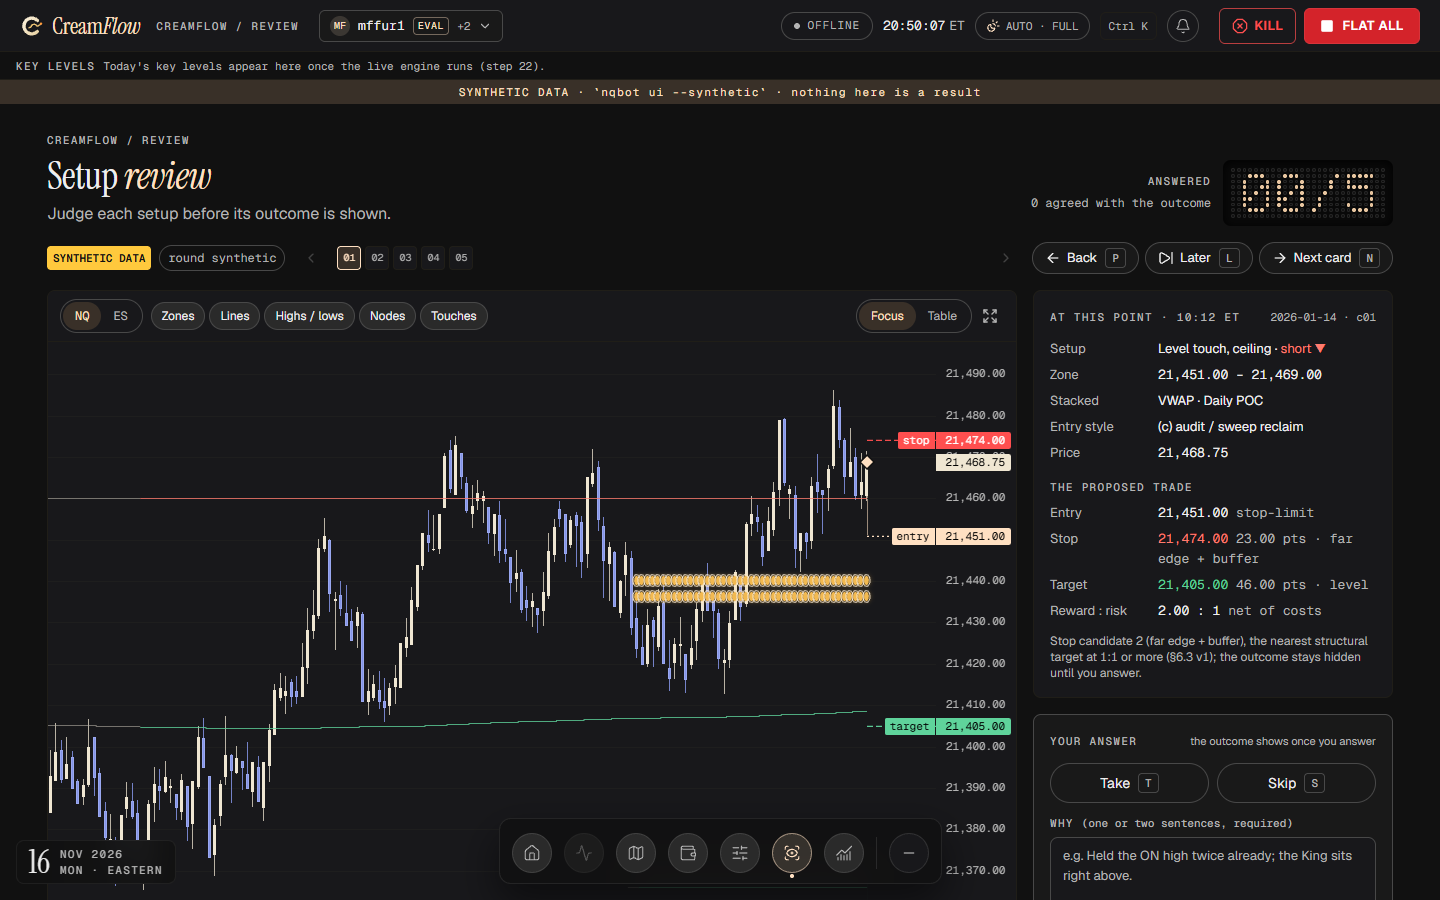 CreamFlow CREAMFLOW / REVIEW MF mffur1 EVAL +2 OFFLINE 20:50:07 ET AUTO · FULL Ctrl K KILL FLAT ALL
KEY LEVELS Today's key levels appear here once the live engine runs (step 22).
SYNTHETIC DATA · `nqbot ui --synthetic` · nothing here is a result
CREAMFLOW / REVIEW
Setup review
Judge each setup before its outcome is shown.
ANSWERED
0 agreed with the outcome
00/5
SYNTHETIC DATA round synthetic 01 02 03 04 05
Back P Later L Next card N
NQ ES Zones Lines Highs / lows Nodes Touches Focus Table
21,490.00
21,480.00
stop 21,474.00
21,468.75
21,460.00
entry 21,451.00
21,440.00
21,430.00
21,420.00
21,410.00
target 21,405.00
21,400.00
21,390.00
21,380.00
21,370.00
AT THIS POINT · 10:12 ET 2026-01-14 · c01
Setup Level touch, ceiling · short ▼
Zone 21,451.00 – 21,469.00
Stacked VWAP · Daily POC
Entry style (c) audit / sweep reclaim
Price 21,468.75
THE PROPOSED TRADE
Entry 21,451.00 stop-limit
Stop 21,474.00 23.00 pts · far
edge + buffer
Target 21,405.00 46.00 pts · level
Reward : risk 2.00 : 1 net of costs
Stop candidate 2 (far edge + buffer), the nearest structural
target at 1:1 or more (§6.3 v1); the outcome stays hidden
until you answer.
YOUR ANSWER the outcome shows once you answer
Take T Skip S
WHY (one or two sentences, required)
e.g. Held the ON high twice already; the King sits
right above.
16 NOV 2026
MON · EASTERN